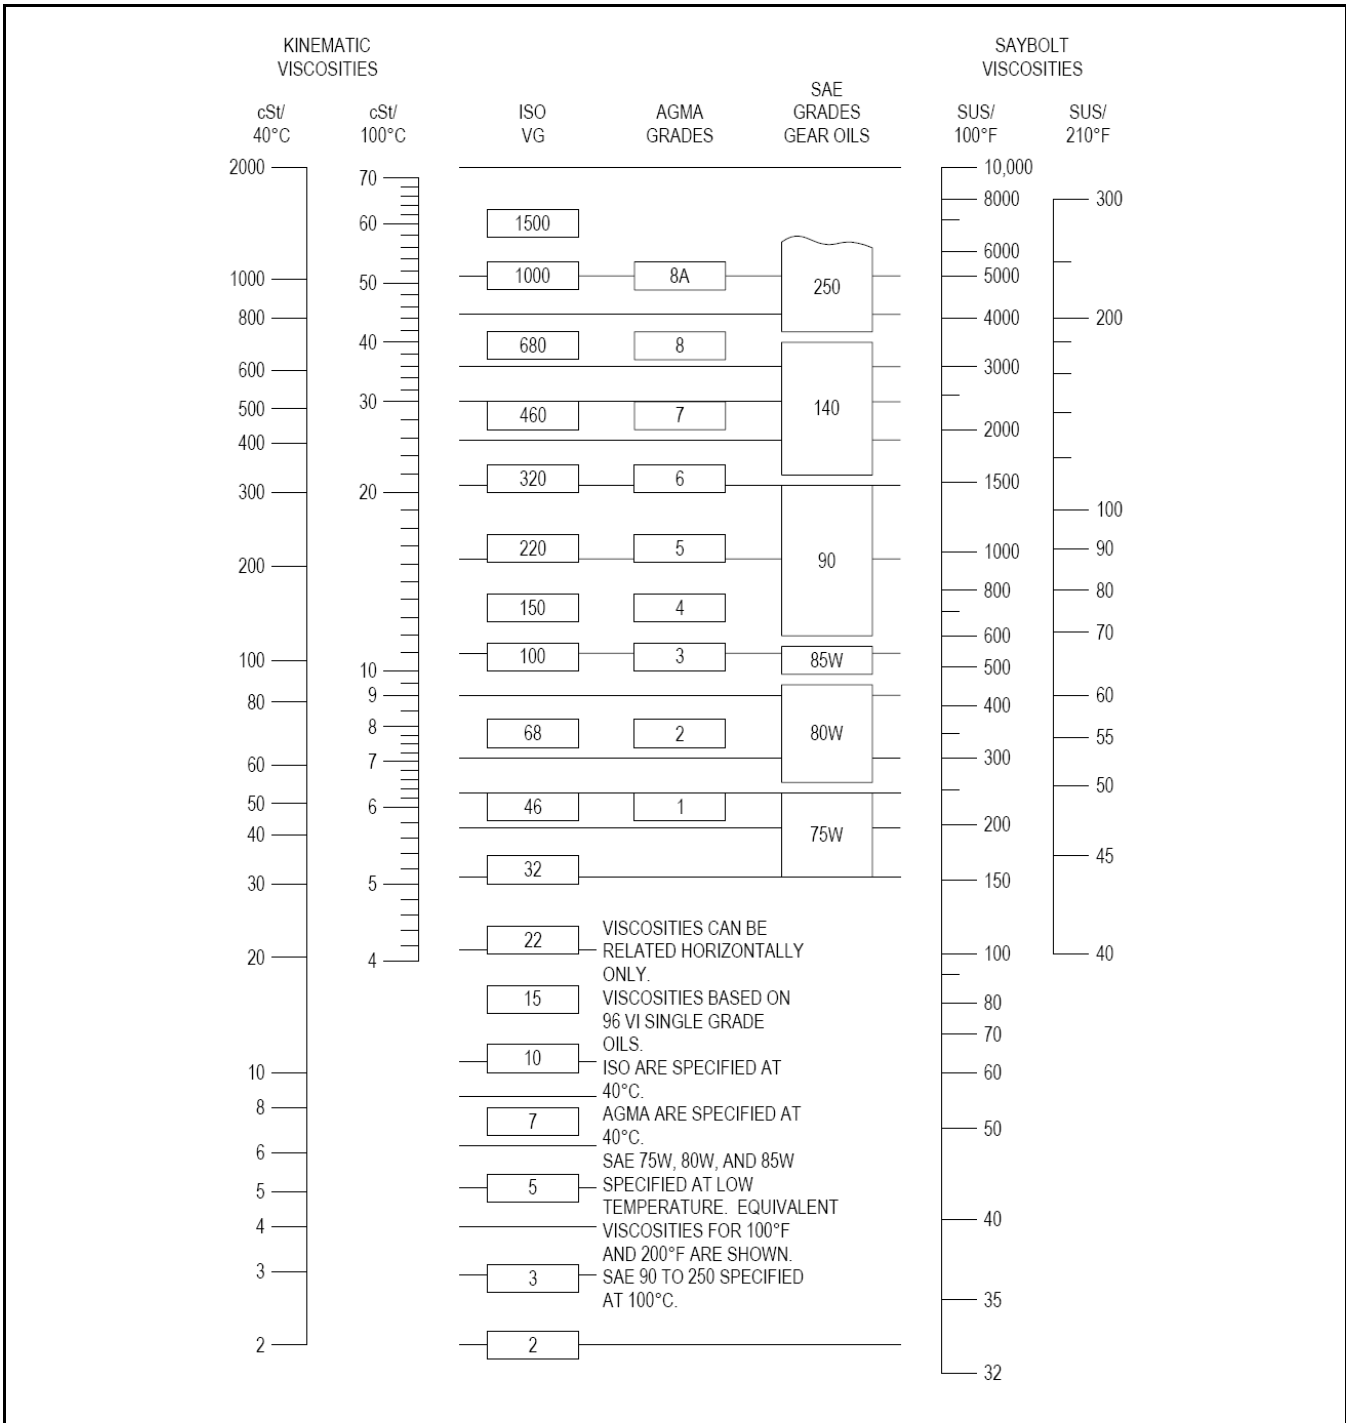 KINEMATIC
VISCOSITIES
SAYBOLT
VISCOSITIES
cSt/
40°C
cSt/
100°C
ISO
VG
AGMA
GRADES
SAE
GRADES
GEAR OILS
SUS/
100°F
SUS/
210°F
2000
1000
800
600
500
400
300
200
100
80
60
50
40
30
20
10
8
6
5
4
3
2
70
60
50
40
30
20
10
9
8
7
6
5
4
1500
1000
680
460
320
220
150
100
68
46
32
22
15
10
7
5
3
2
8A
8
7
6
5
4
3
2
1
250
140
90
85W
80W
75W
VISCOSITIES CAN BE
RELATED HORIZONTALLY
ONLY.
VISCOSITIES BASED ON
96 VI SINGLE GRADE
OILS.
ISO ARE SPECIFIED AT
40°C.
AGMA ARE SPECIFIED AT
40°C.
SAE 75W, 80W, AND 85W
SPECIFIED AT LOW
TEMPERATURE. EQUIVALENT
VISCOSITIES FOR 100°F
AND 200°F ARE SHOWN.
SAE 90 TO 250 SPECIFIED
AT 100°C.
10,000
8000
6000
5000
4000
3000
2000
1500
1000
800
600
500
400
300
200
150
100
80
70
60
50
40
35
32
300
200
100
90
80
70
60
55
50
45
40